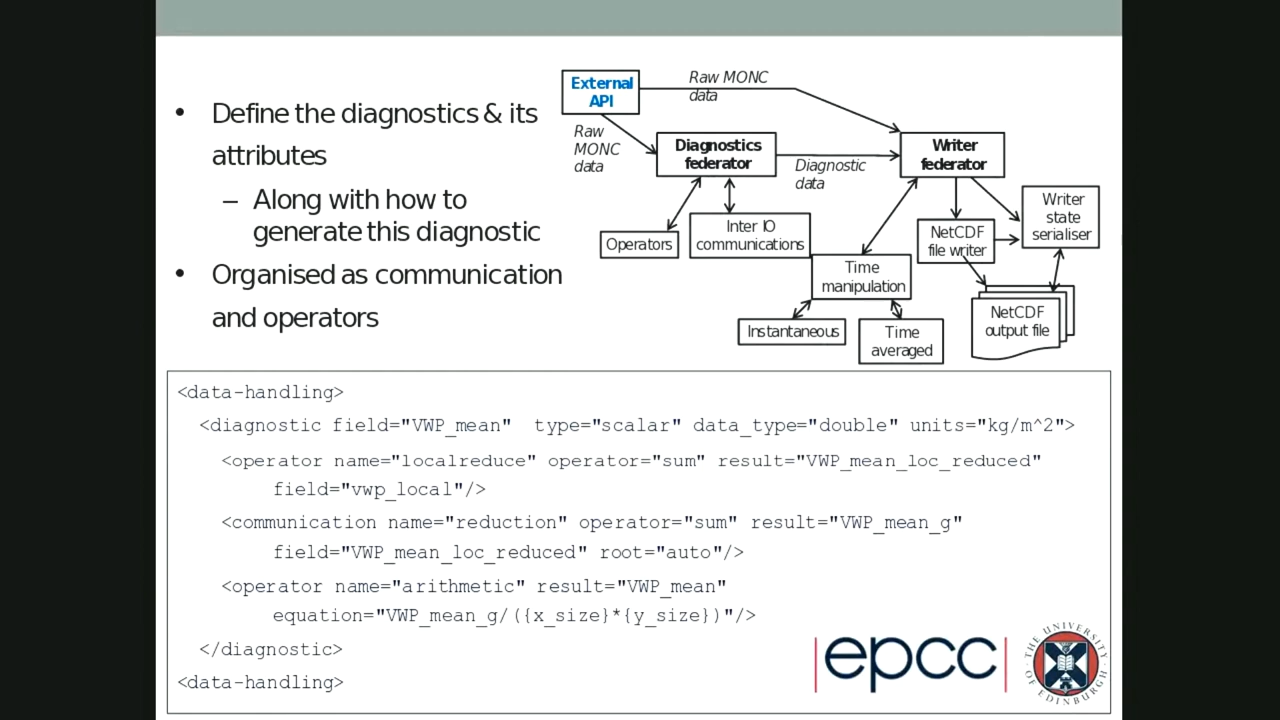 • Define the diagnostics & its
attributes
– Along with how to
generate this diagnostic
• Organised as communication
and operators
External
API
Raw MONC
data
Raw
MONC
data
Diagnostics
federator
Diagnostic
data
Writer
federator
Operators
Inter IO
communications
Time
manipulation
Instantaneous
Time
averaged
NetCDF
file writer
Writer
state
serialiser
NetCDF
output file
<data-handling>
<diagnostic field="VWP_mean" type="scalar" data_type="double" units="kg/m^2">
<operator name="localreduce" operator="sum" result="VWP_mean_loc_reduced"
field="vwp_local"/>
<communication name="reduction" operator="sum" result="VWP_mean_g"
field="VWP_mean_loc_reduced" root="auto"/>
<operator name="arithmetic" result="VWP_mean"
equation="VWP_mean_g/({x_size}*{y_size})"/>
</diagnostic>
<data-handling>
epcc
THE UNIVERSITY
OF EDINBURGH